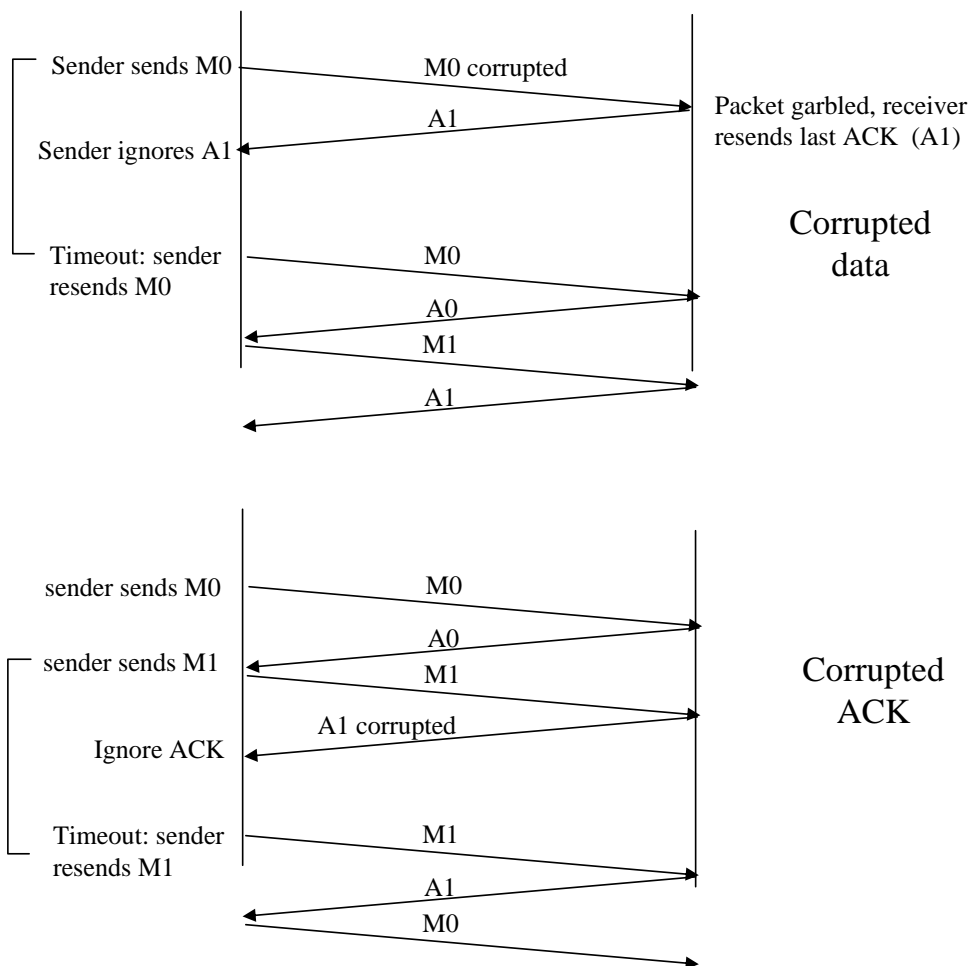 Sender sends M0
M0 corrupted
Packet garbled, receiver
resends last ACK (A1)
A1
Sender ignores A1
Corrupted
data
Timeout: sender
resends M0
M0
A0
M1
A1
sender sends M0
M0
A0
sender sends M1
M1
Corrupted
ACK
A1 corrupted
Ignore ACK
Timeout: sender
resends M1
M1
A1
M0